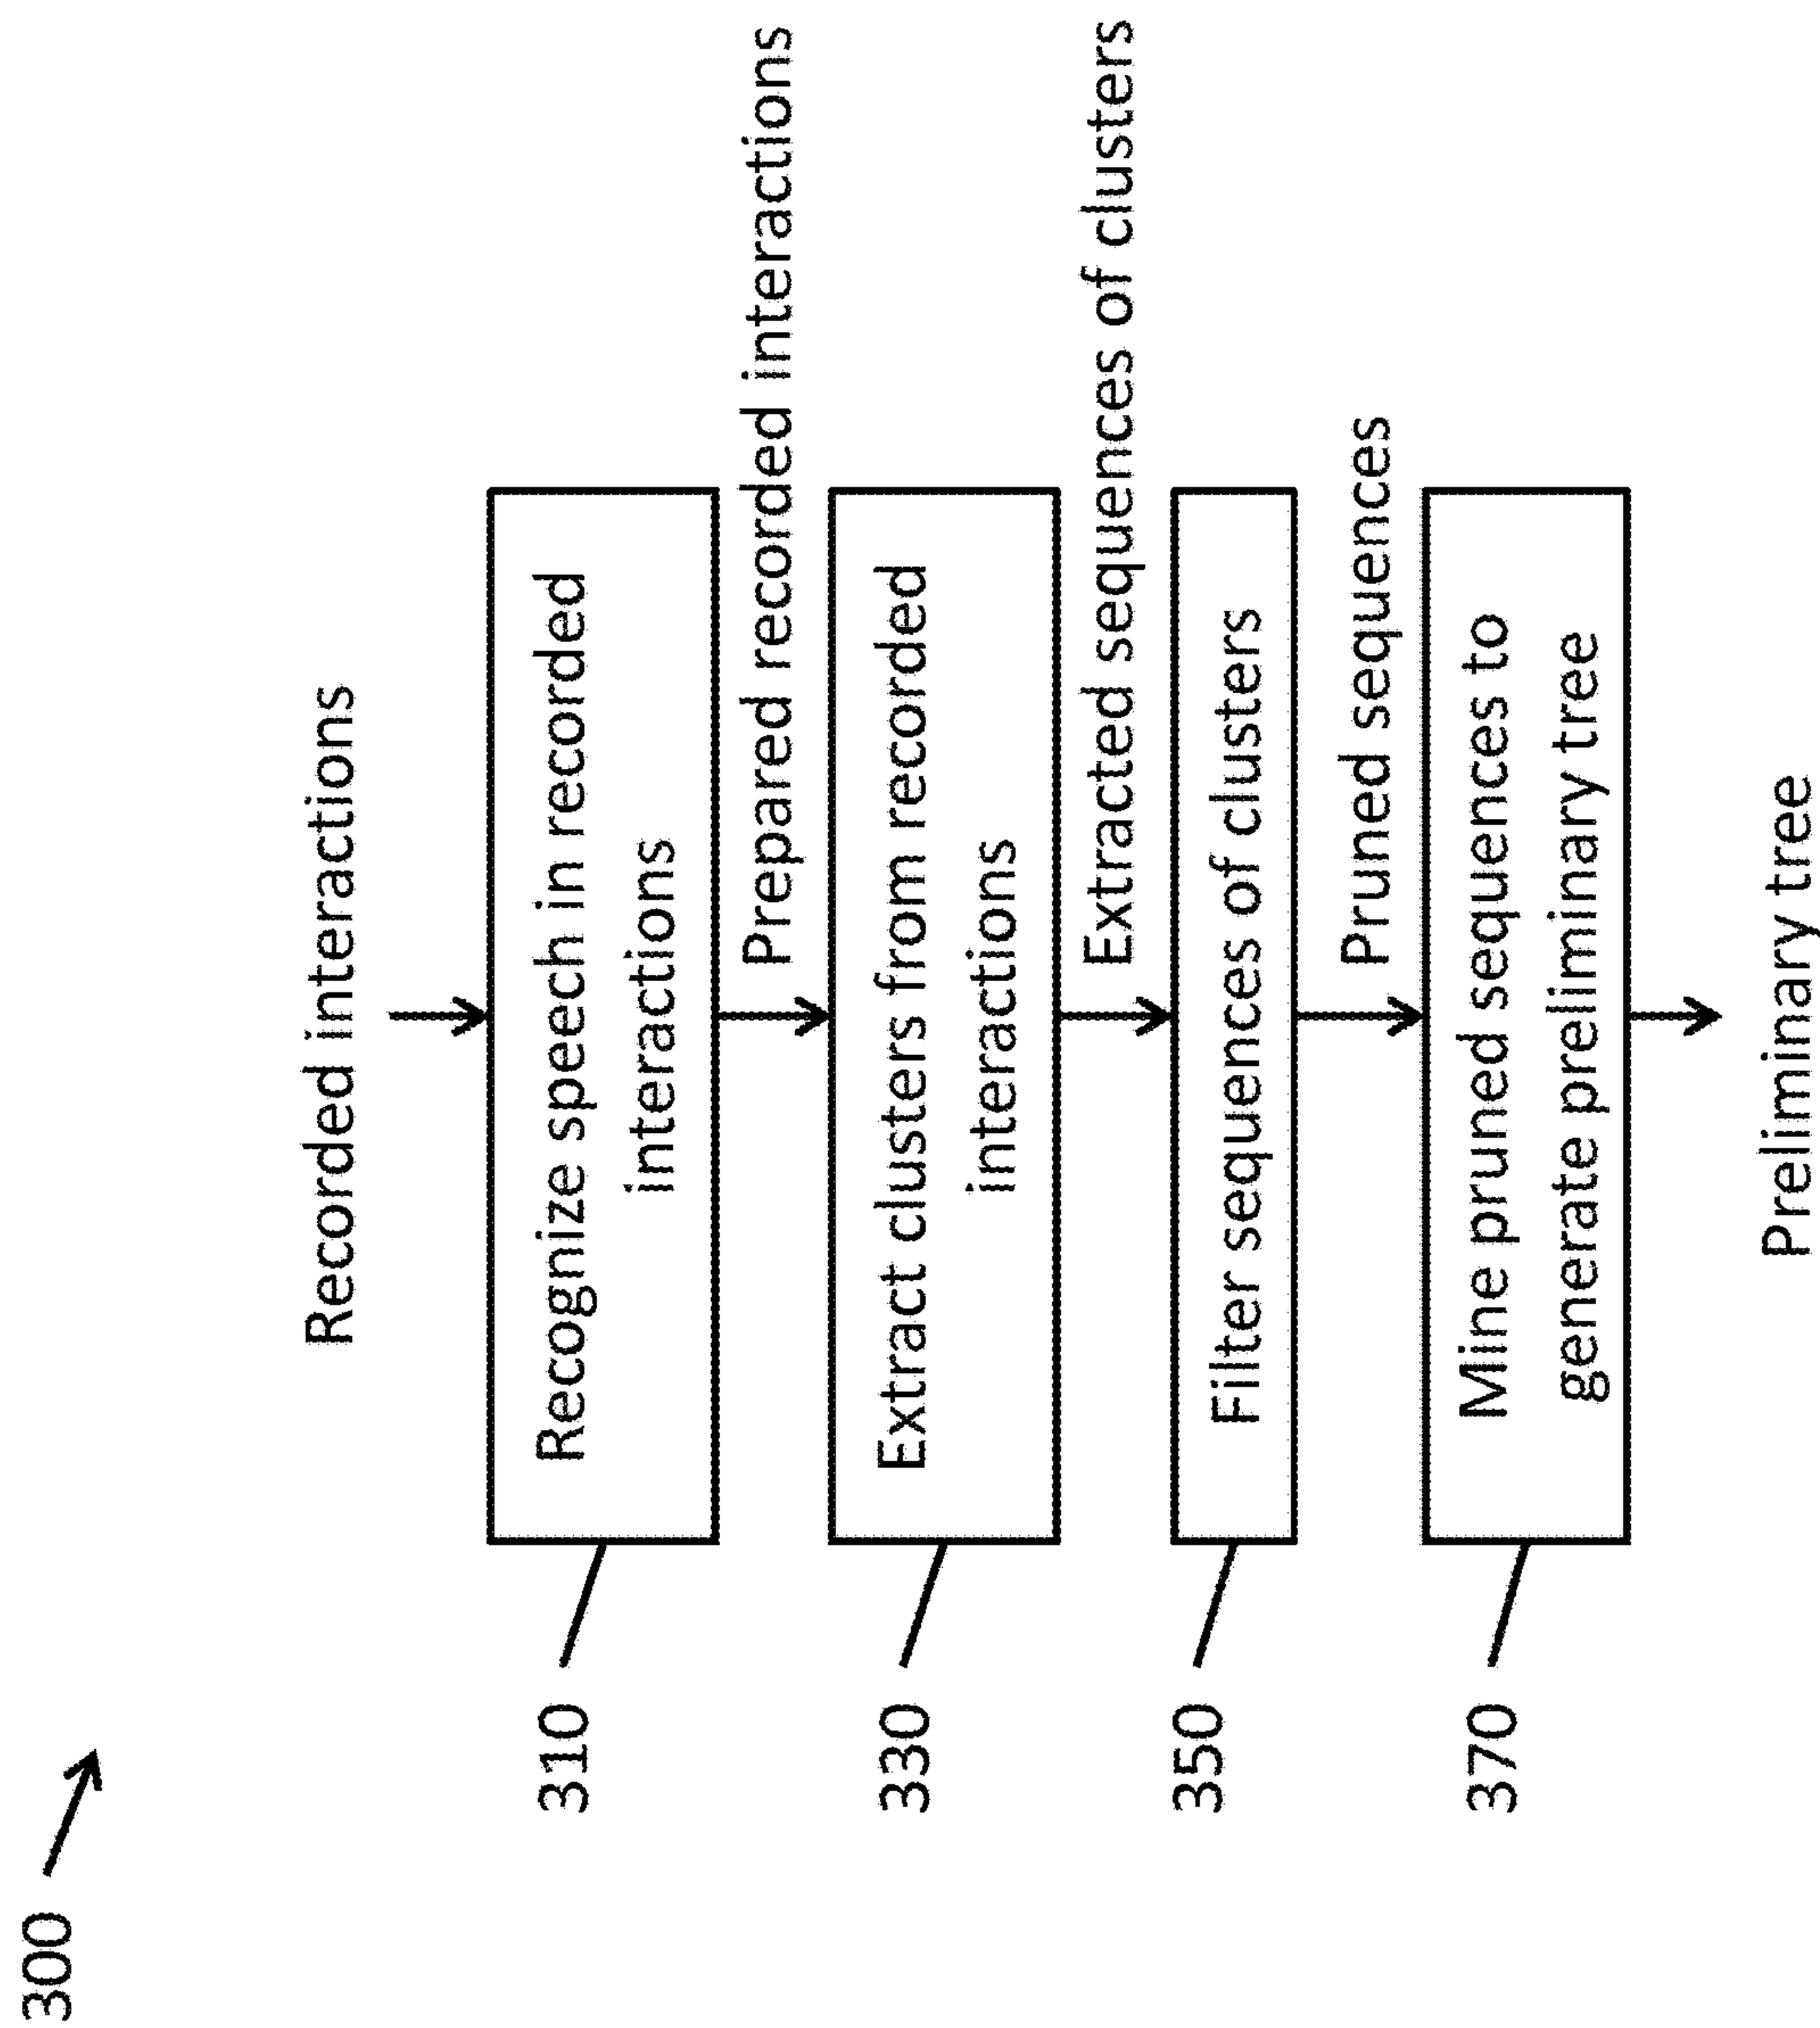 300
Recorded interactions
310
Recognize speech in recorded
interactions
Prepared recorded interactions
330
Extract clusters from recorded
interactions
Extracted sequences of clusters
350
Filter sequences of clusters
Pruned sequences
370
Mine pruned sequences to
generate preliminary tree
Preliminary tree